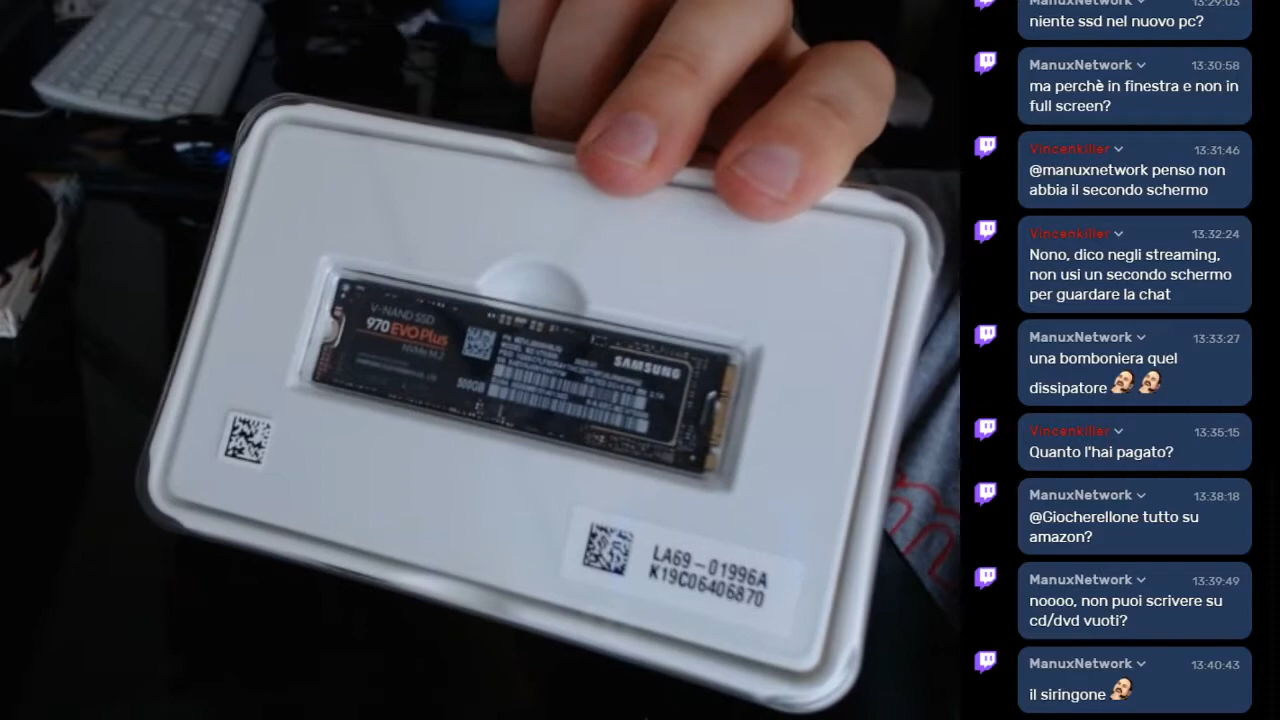 V-NAND SSD
970 EVO Plus
NVMe M.2
500GB
SAMSUNG
LA69-01996A
K19C06406870
ManuxNetwork 13:29:03
niente ssd nel nuovo pc?
ManuxNetwork 13:30:58
ma perchè in finestra e non in
full screen?
Vincenkiller 13:31:46
@manuxnetwork penso non
abbia il secondo schermo
Vincenkiller 13:32:24
Nono, dico negli streaming,
non usi un secondo schermo
per guardare la chat
ManuxNetwork 13:33:27
una bomboniera quel
dissipatore
Vincenkiller 13:35:15
Quanto l'hai pagato?
ManuxNetwork 13:38:18
@Giocherellone tutto su
amazon?
ManuxNetwork 13:39:49
noooo, non puoi scrivere su
cd/dvd vuoti?
ManuxNetwork 13:40:43
il siringone